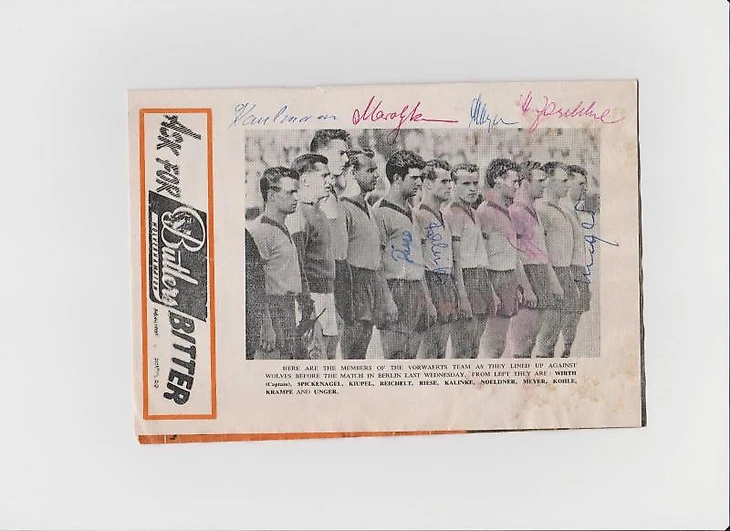 ASK FOR
Butlers
BITTER
HERE ARE THE MEMBERS OF THE VORWAERTS TEAM AS THEY LINED UP AGAINST
WOLVES BEFORE THE MATCH IN BERLIN LAST WEDNESDAY. FROM LEFT THEY ARE WIRTH
(Captain), SPICKENAGEL, KIUPEL, REICHELT, RIESE, KALINKE, NOELDNER, MEYER, KOHLE,
KRAMPE AND UNGER.